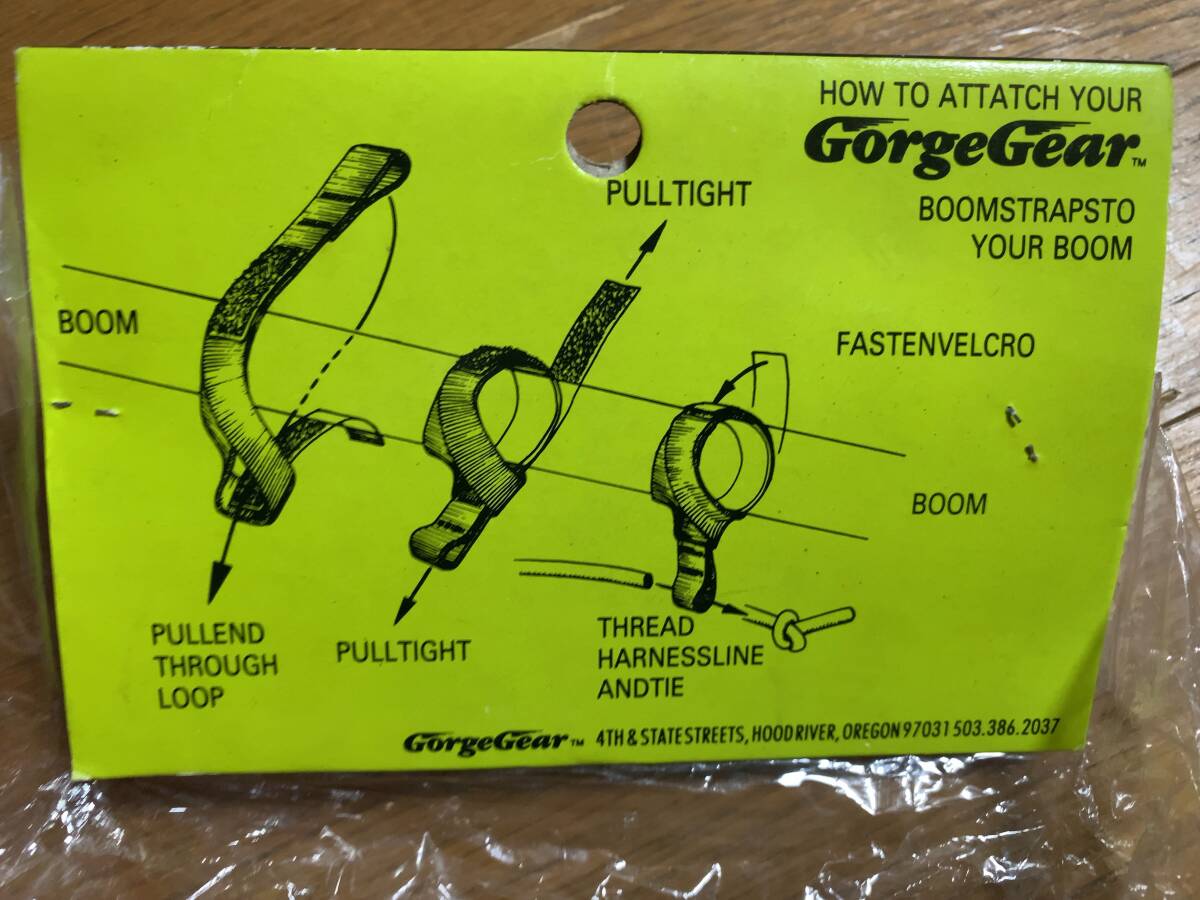 HOW TO ATTATCH YOUR
GorgeGear™
BOOMSTRAPSTO
YOUR BOOM
PULLTIGHT
BOOM
FASTENVELCRO
BOOM
PULLEND
THROUGH
LOOP
PULLTIGHT
THREAD
HARNESSLINE
ANDTIE
GorgeGear™ 4TH & STATE STREETS, HOOD RIVER, OREGON 97031 503.386.2037